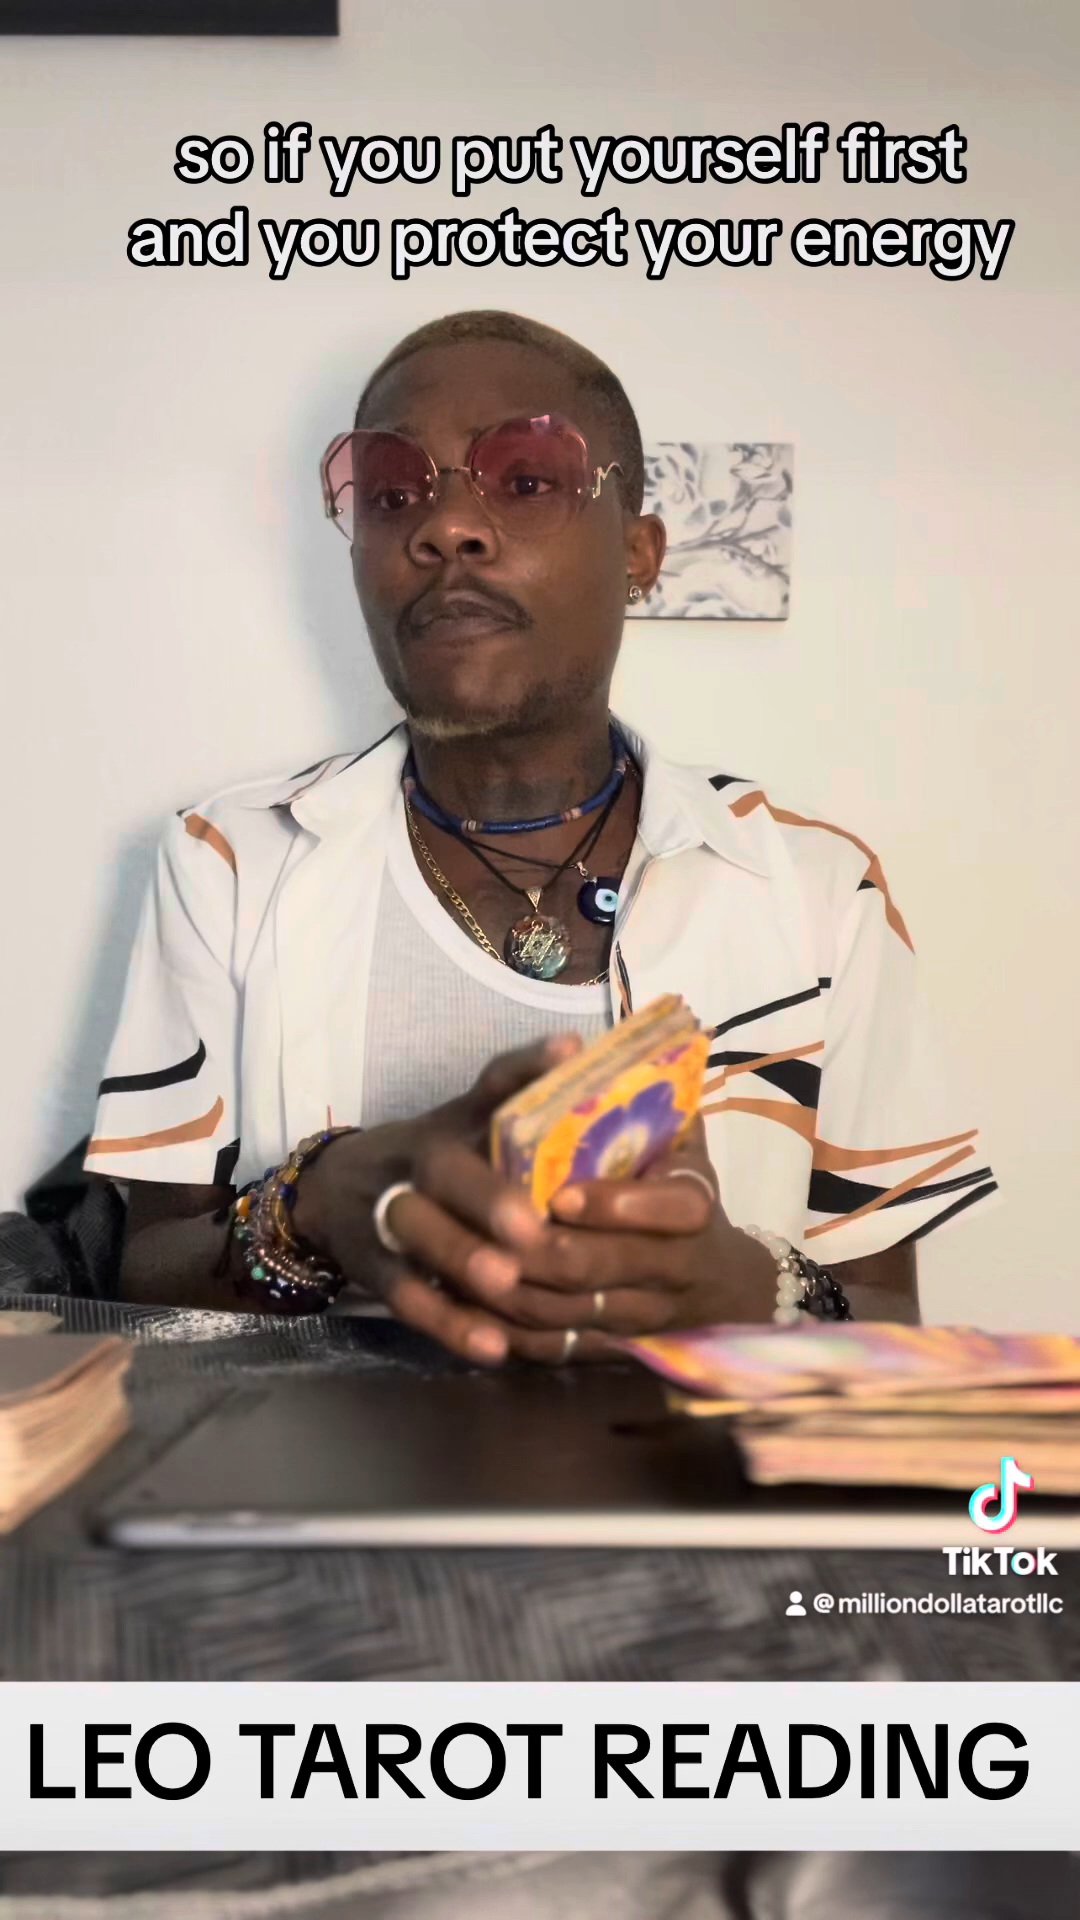 so if you put yourself first
and you protect your energy
TikTok
@milliondollatarotllc
LEO TAROT READING